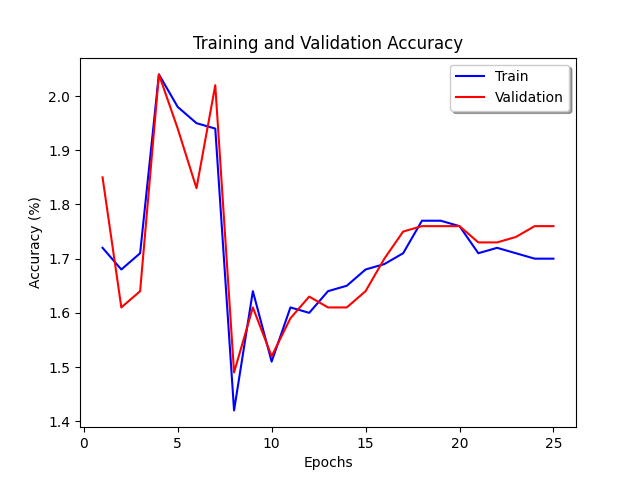 Training and Validation Accuracy
Train
Validation
Accuracy (%)
2.0
1.9
1.8
1.7
1.6
1.5
1.4
0 5 10 15 20 25
Epochs